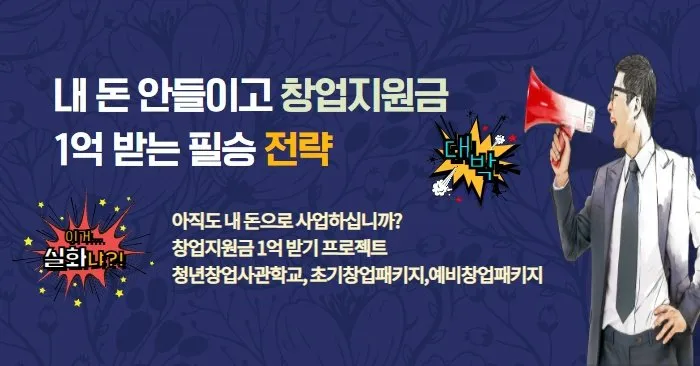 내 돈 안들이고 창업지원금
1억 받는 필승 전략
대박
이거...
실화냐?!
아직도 내 돈으로 사업하십니까?
창업지원금 1억 받기 프로젝트
청년창업사관학교, 초기창업패키지,예비창업패키지